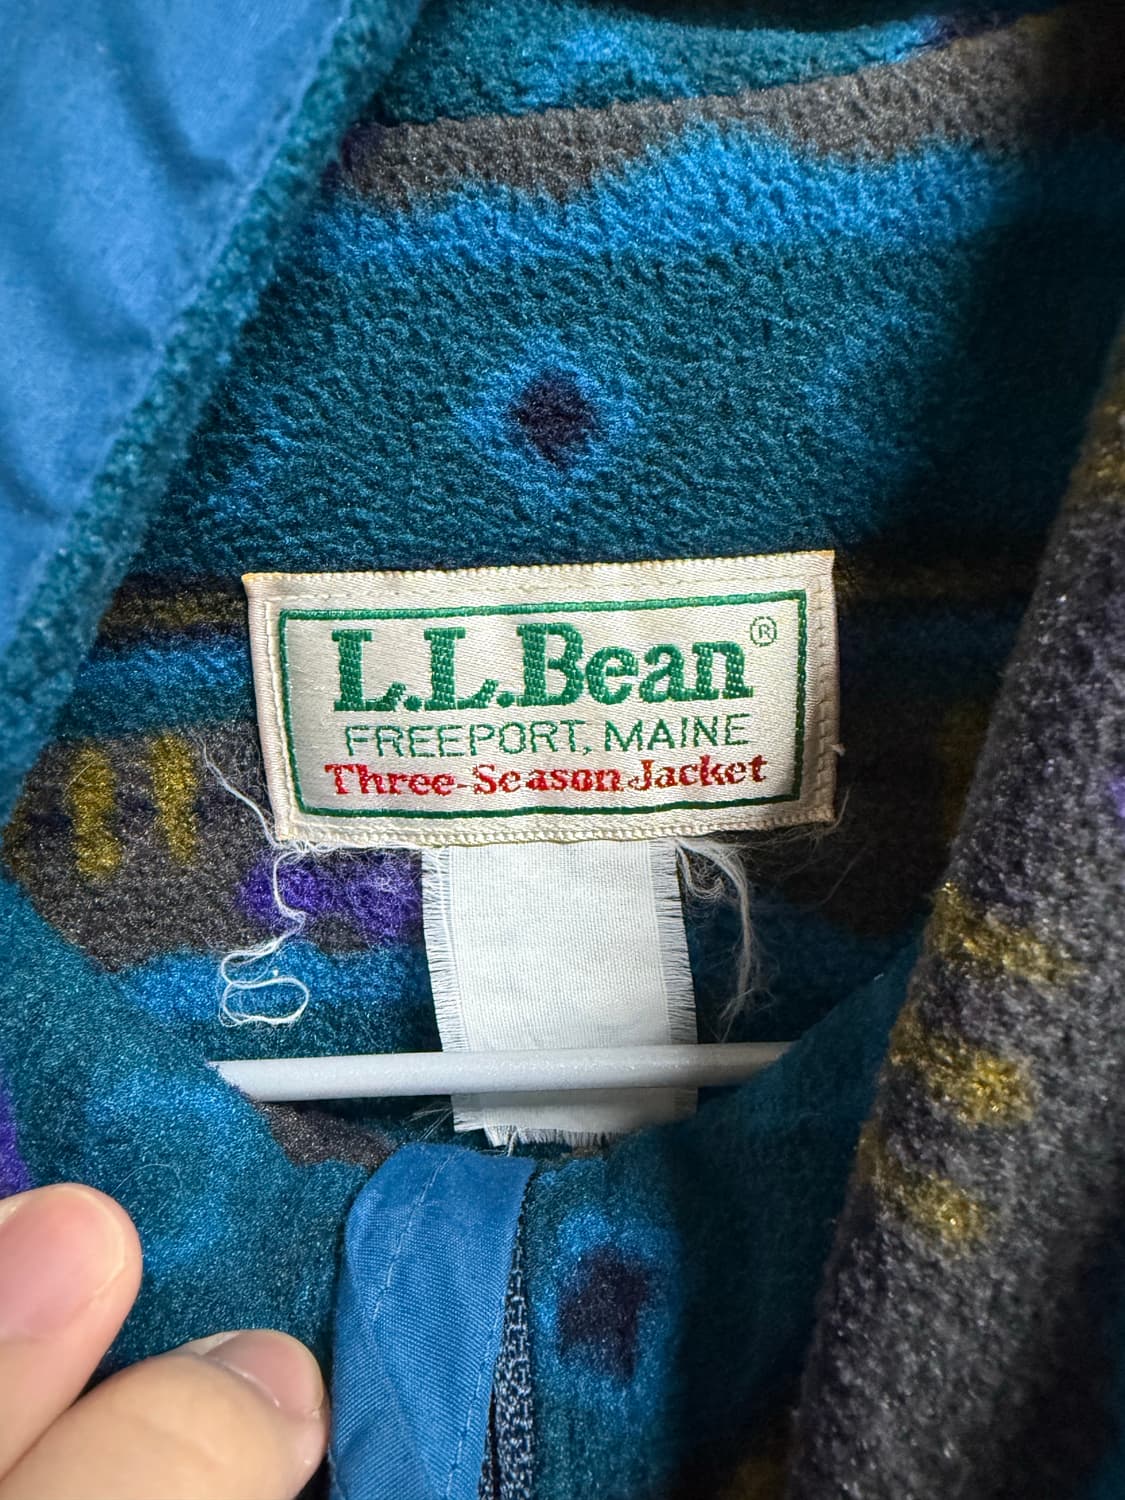 L.L.Bean®
FREEPORT, MAINE
Three-Season Jacket